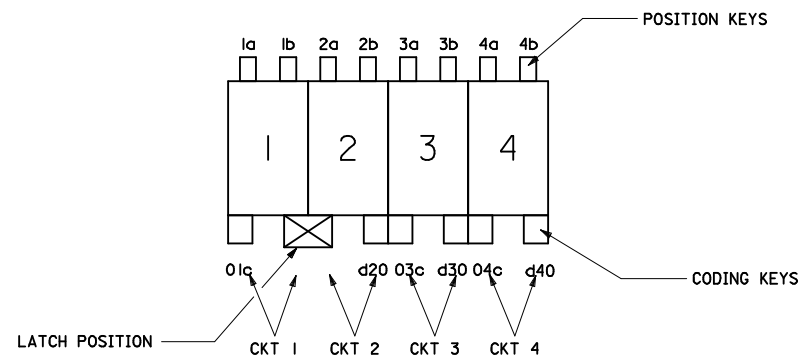 POSITION KEYS
1a 1b 2a 2b 3a 3b 4a 4b
1 2 3 4
01c d20 03c d30 04c d40
CODING KEYS
LATCH POSITION
CKT 1 CKT 2 CKT 3 CKT 4